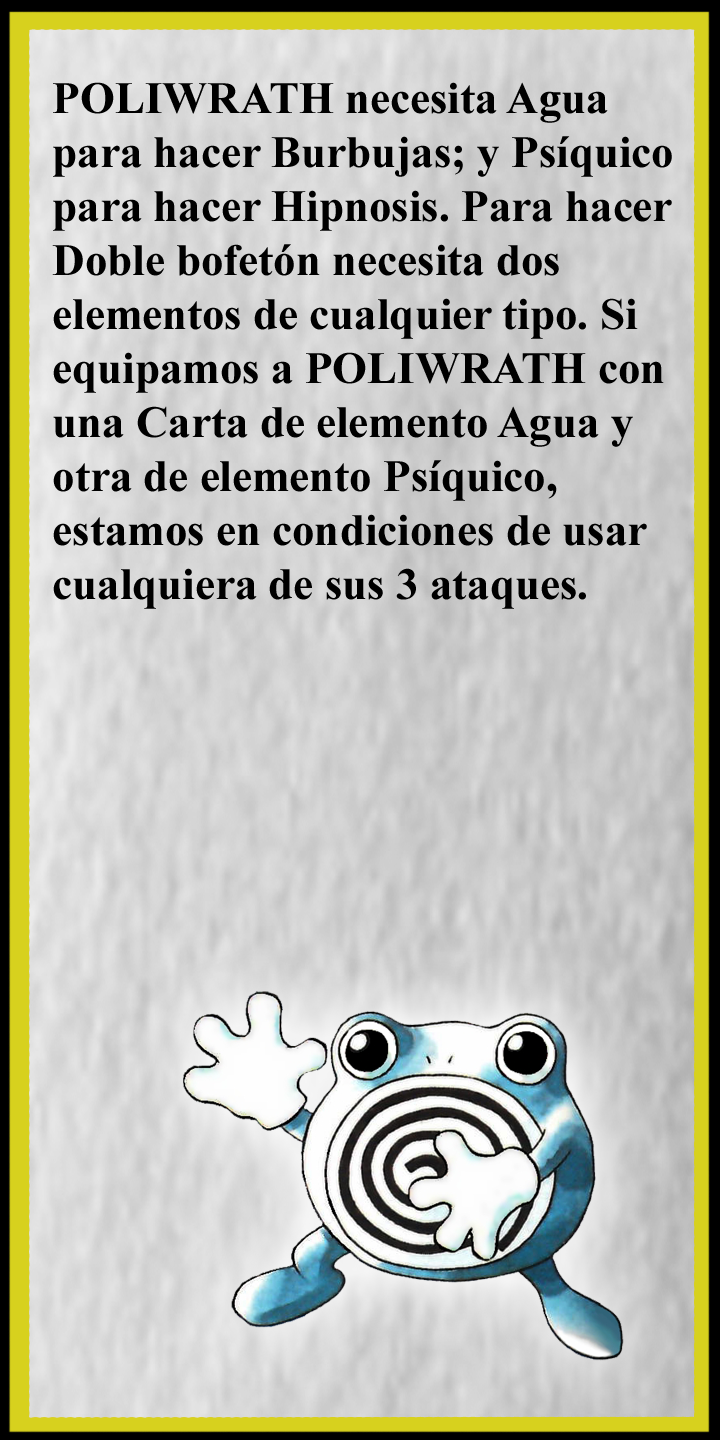 POLIWRATH necesita Agua
para hacer Burbujas; y Psíquico
para hacer Hipnosis. Para hacer
Doble bofetón necesita dos
elementos de cualquier tipo. Si
equipamos a POLIWRATH con
una Carta de elemento Agua y
otra de elemento Psíquico,
estamos en condiciones de usar
cualquiera de sus 3 ataques.